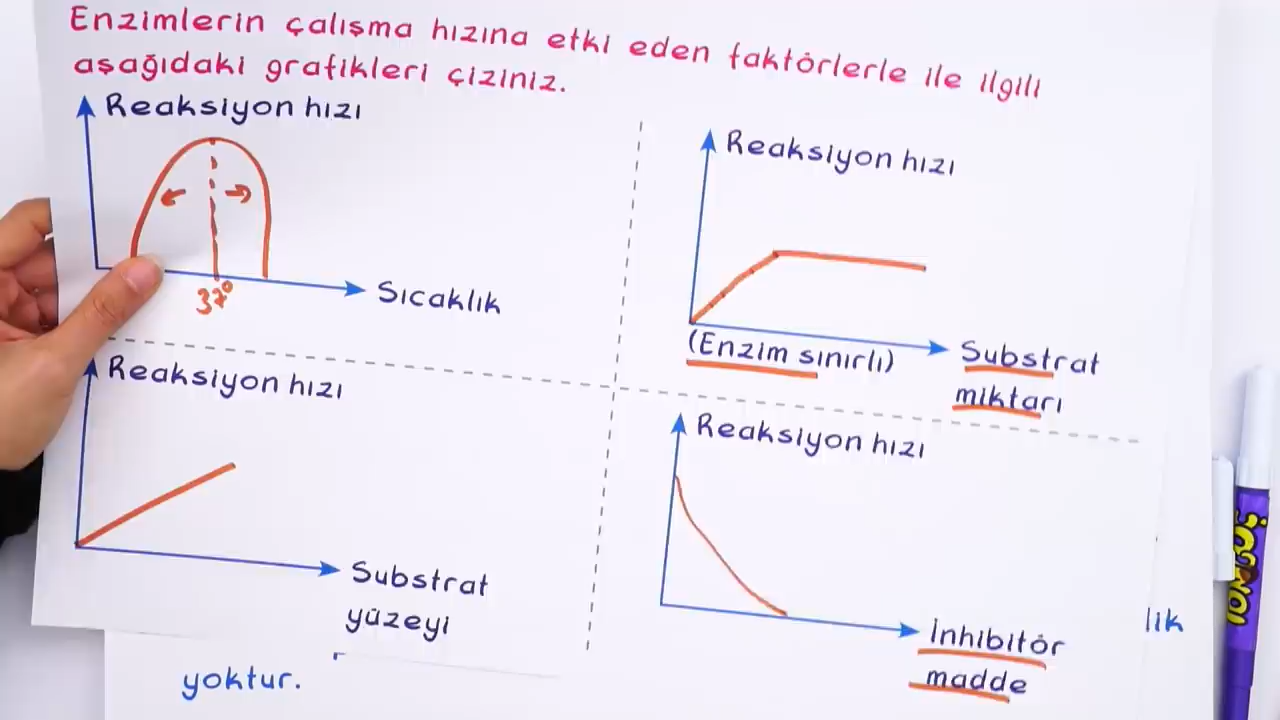 Enzimlerin çalışma hızına etki eden faktörlerle ile ilgili
aşağıdaki grafikleri çiziniz.
Reaksiyon hızı
37°
Sıcaklık
Reaksiyon hızı
(Enzim sınırlı)
Substrat
miktarı
Reaksiyon hızı
Substrat
yüzeyi
Reaksiyon hızı
İnhibitör
madde
lik
yoktur.